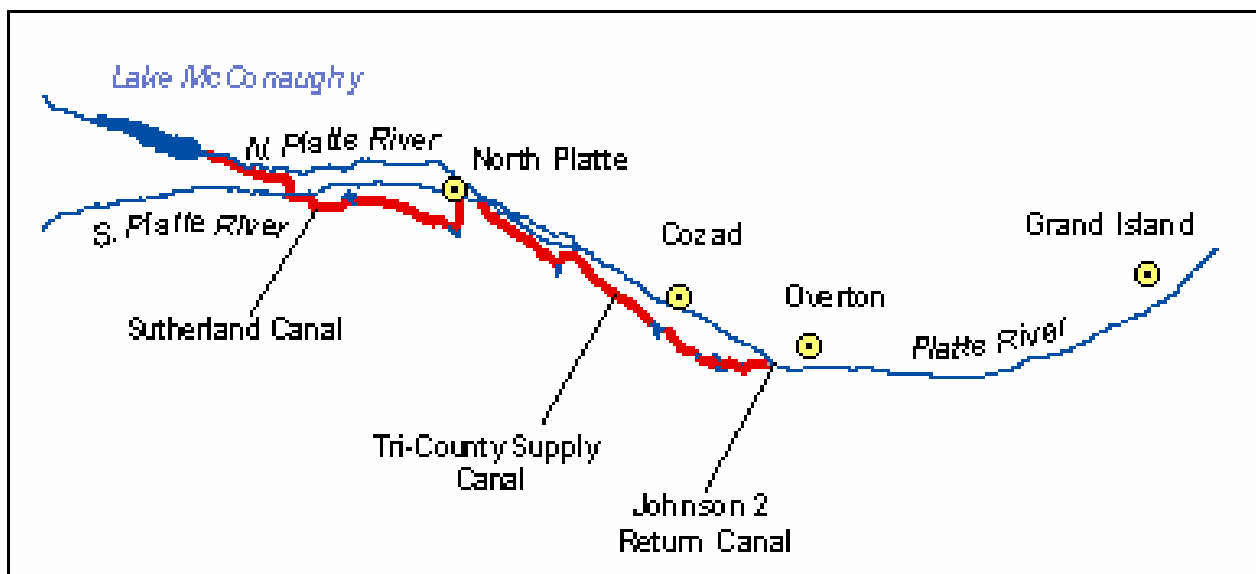 Lake McConaughy
N. Platte River
North Platte
S. Platte River
Cozad
Grand Island
Overton
Sutherland Canal
Platte River
Tri-County Supply
Canal
Johnson 2
Return Canal